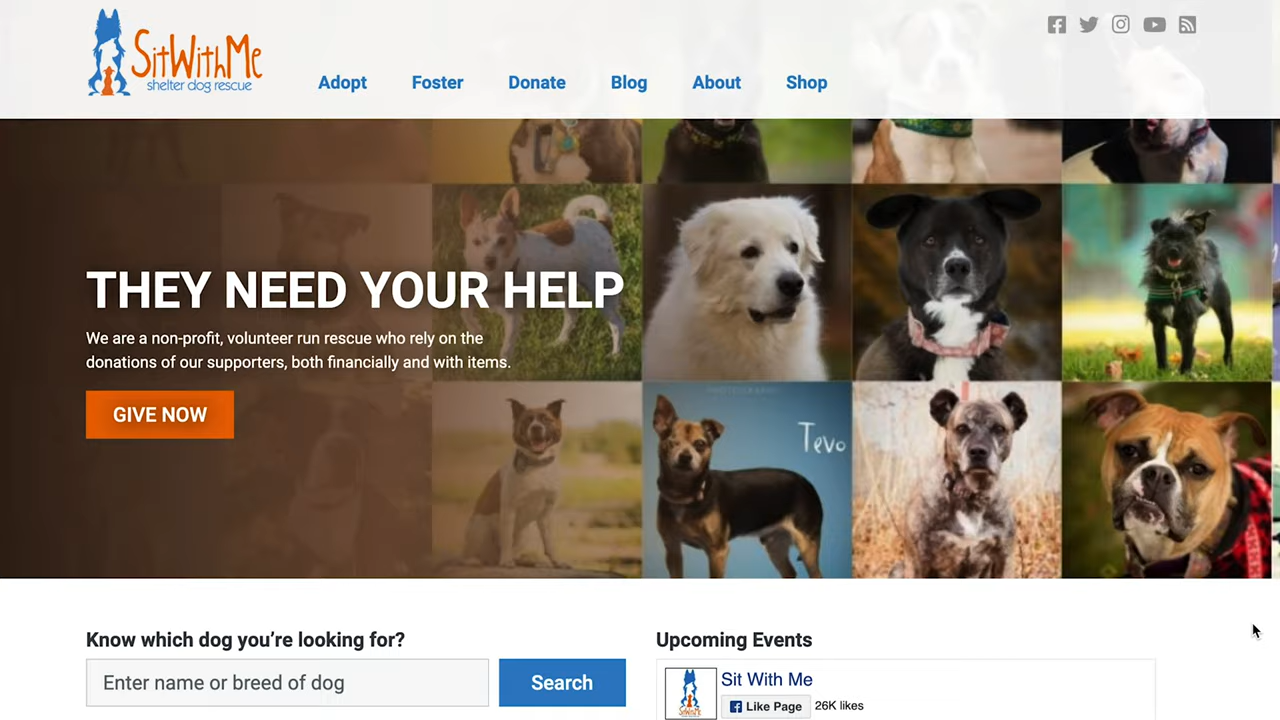 SitWithMe
shelter dog rescue
Adopt
Foster
Donate
Blog
About
Shop
THEY NEED YOUR HELP
We are a non-profit, volunteer run rescue who rely on the
donations of our supporters, both financially and with items.
GIVE NOW
Tevo
Know which dog you’re looking for?
Enter name or breed of dog
Search
Upcoming Events
SitWithMe
Sit With Me
Like Page
26K likes